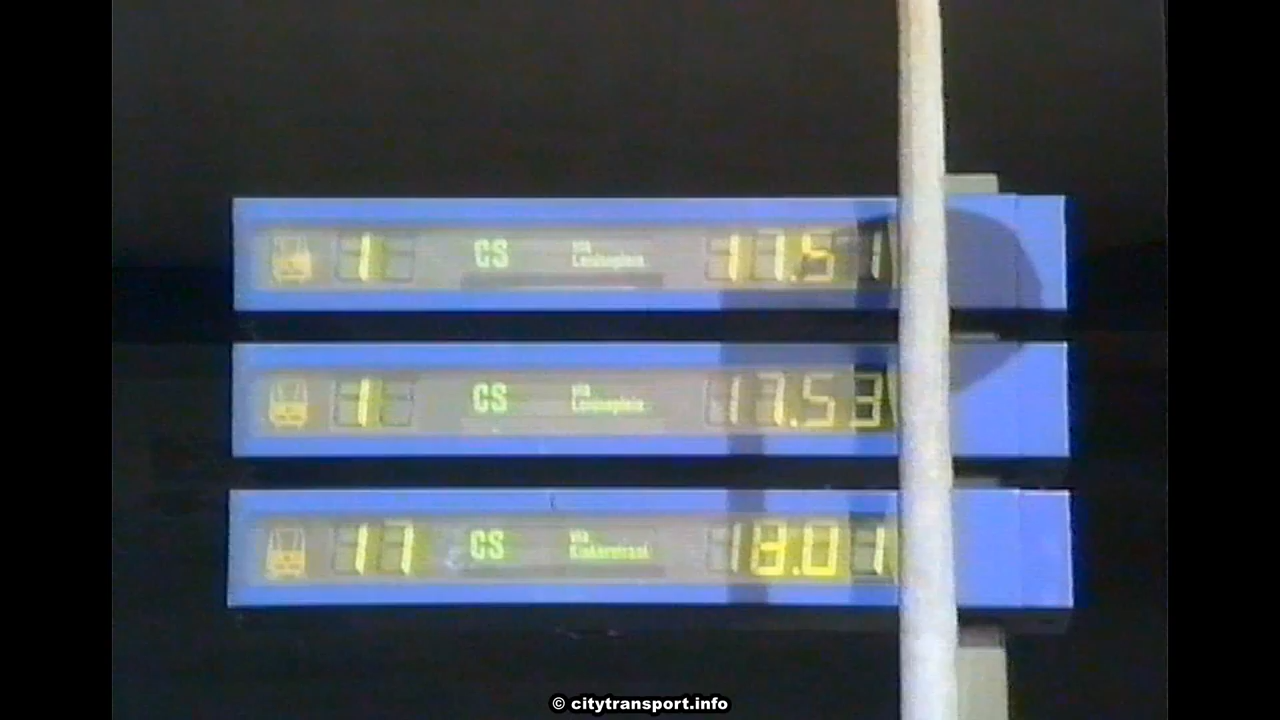 1 CS via Leidseplein 17.51
1 CS via Leidseplein 17.53
17 CS via Kinkerstraat 18.01
© citytransport.info